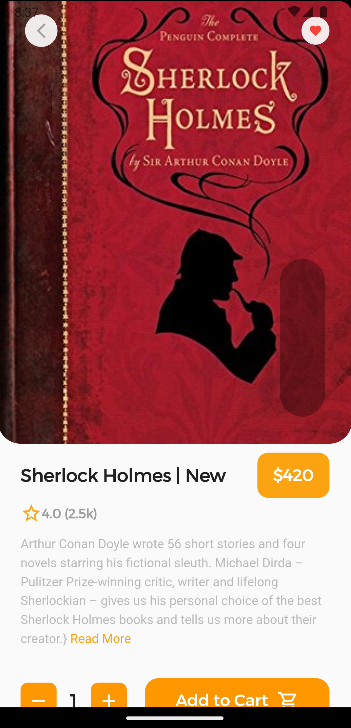 8:37
The
PENGUIN COMPLETE
SHERLOCK
HOLMES
by SIR ARTHUR CONAN DOYLE
Sherlock Holmes | New
$420
4.0 (2.5k)
Arthur Conan Doyle wrote 56 short stories and four
novels starring his fictional sleuth. Michael Dirda –
Pulitzer Prize-winning critic, writer and lifelong
Sherlockian – gives us his personal choice of the best
Sherlock Holmes books and tells us more about their
creator.} Read More
1
Add to Cart